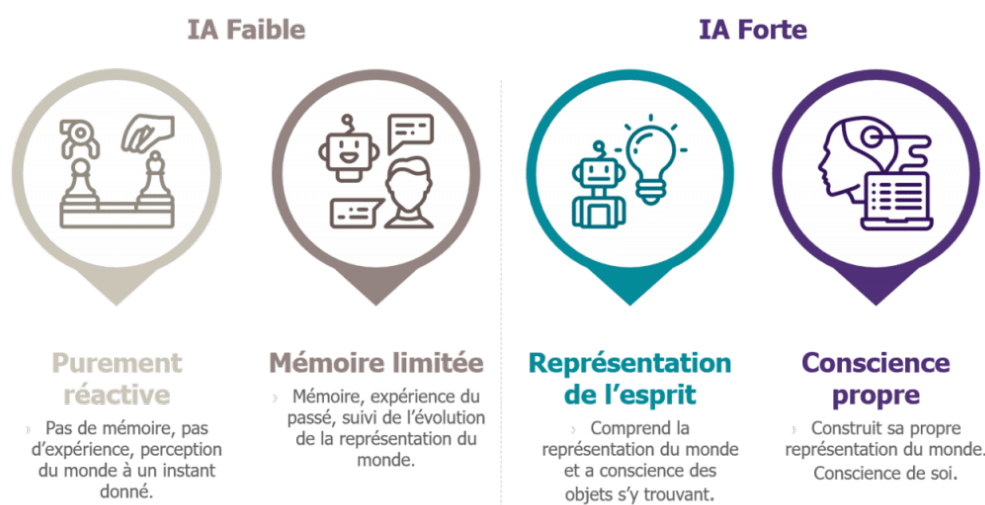 IA Faible
IA Forte
Purement
réactive
› Pas de mémoire, pas
d’expérience, perception
du monde à un instant
donné.
Mémoire limitée
› Mémoire, expérience du
passé, suivi de l’évolution
de la représentation du
monde.
Représentation
de l’esprit
› Comprend la
représentation du monde
et a conscience des
objets s’y trouvant.
Conscience
propre
› Construit sa propre
représentation du monde.
Conscience de soi.